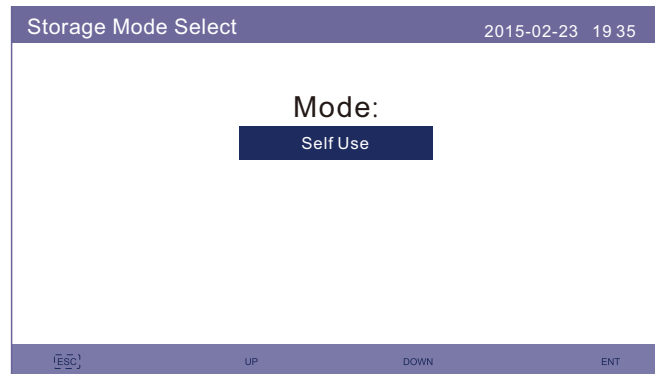 Storage Mode Select 2015-02-23 19 35
Mode:
Self Use
ESC UP DOWN ENT